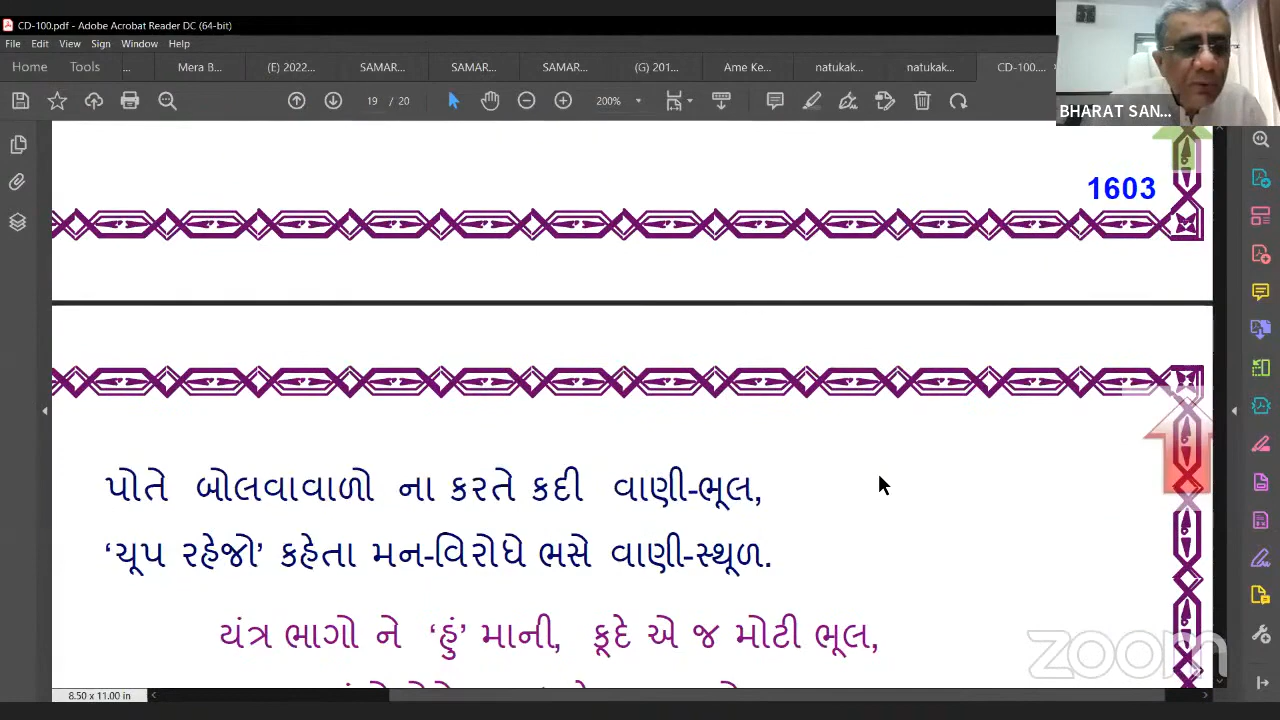 CD-100.pdf - Adobe Acrobat Reader DC (64-bit)
File Edit View Sign Window Help
Home Tools ... Mera B... (E) 2022... SAMAR... SAMAR... SAMAR... (G) 201... Ame Ke... natukak... natukak... CD-100....
19 / 20 200%
BHARAT SAN...
1603
પોતે બોલવાવાળો ના કરતે કદી વાણી-ભૂલ,
‘ચૂપ રહેજો’ કહેતા મન-વિરોધે ભસે વાણી-સ્થૂળ.
યંત્ર ભાગો ને ‘હું’ માની, કૂદે એ જ મોટી ભૂલ,
zoom
8.50 x 11.00 in